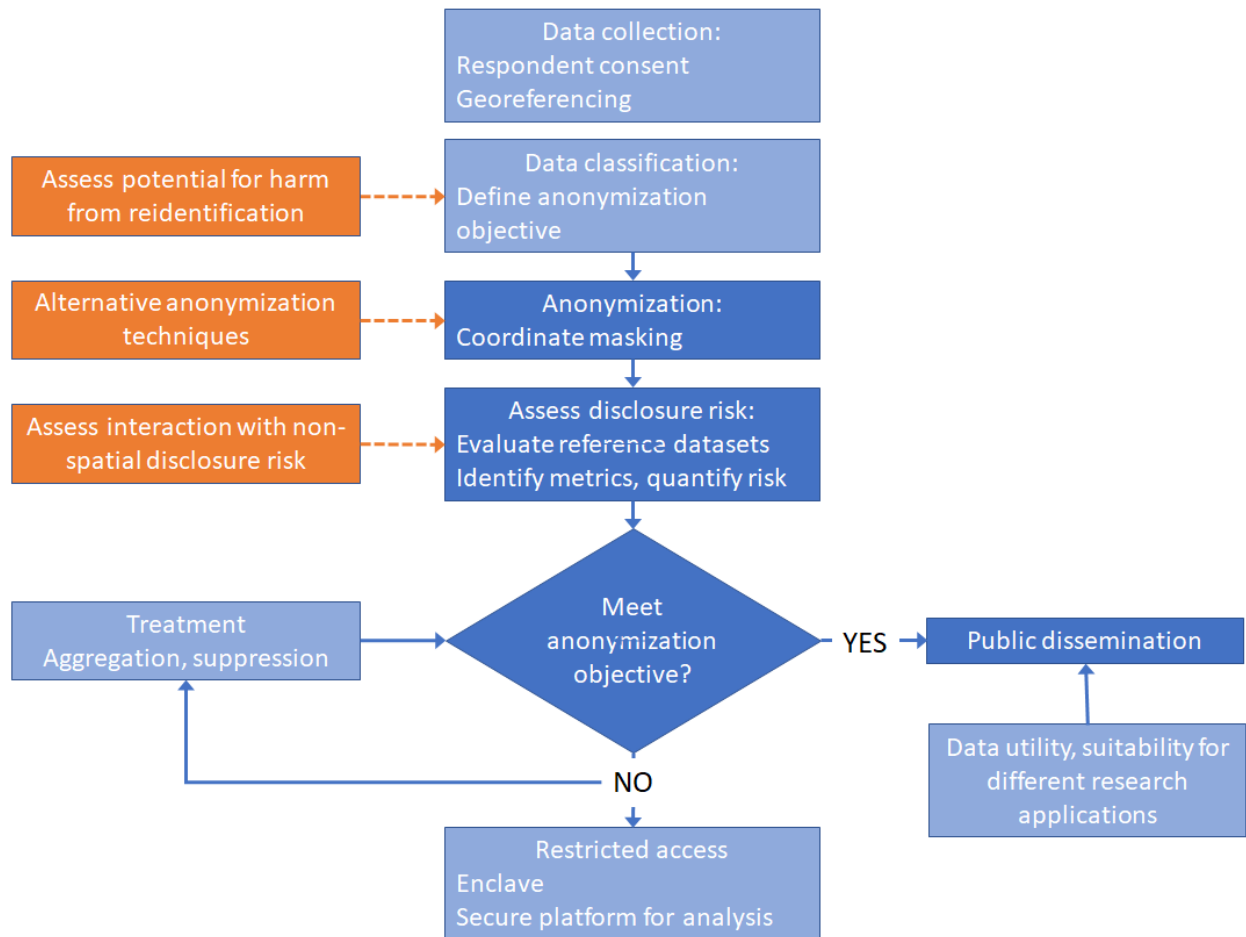 Data collection:
Respondent consent
Georeferencing
Assess potential for harm
from reidentification
Data classification:
Define anonymization
objective
Alternative anonymization
techniques
Anonymization:
Coordinate masking
Assess interaction with non-
spatial disclosure risk
Assess disclosure risk:
Evaluate reference datasets
Identify metrics, quantify risk
Treatment
Aggregation, suppression
Meet
anonymization
objective?
YES
Public dissemination
Data utility, suitability for
different research
applications
NO
Restricted access
Enclave
Secure platform for analysis